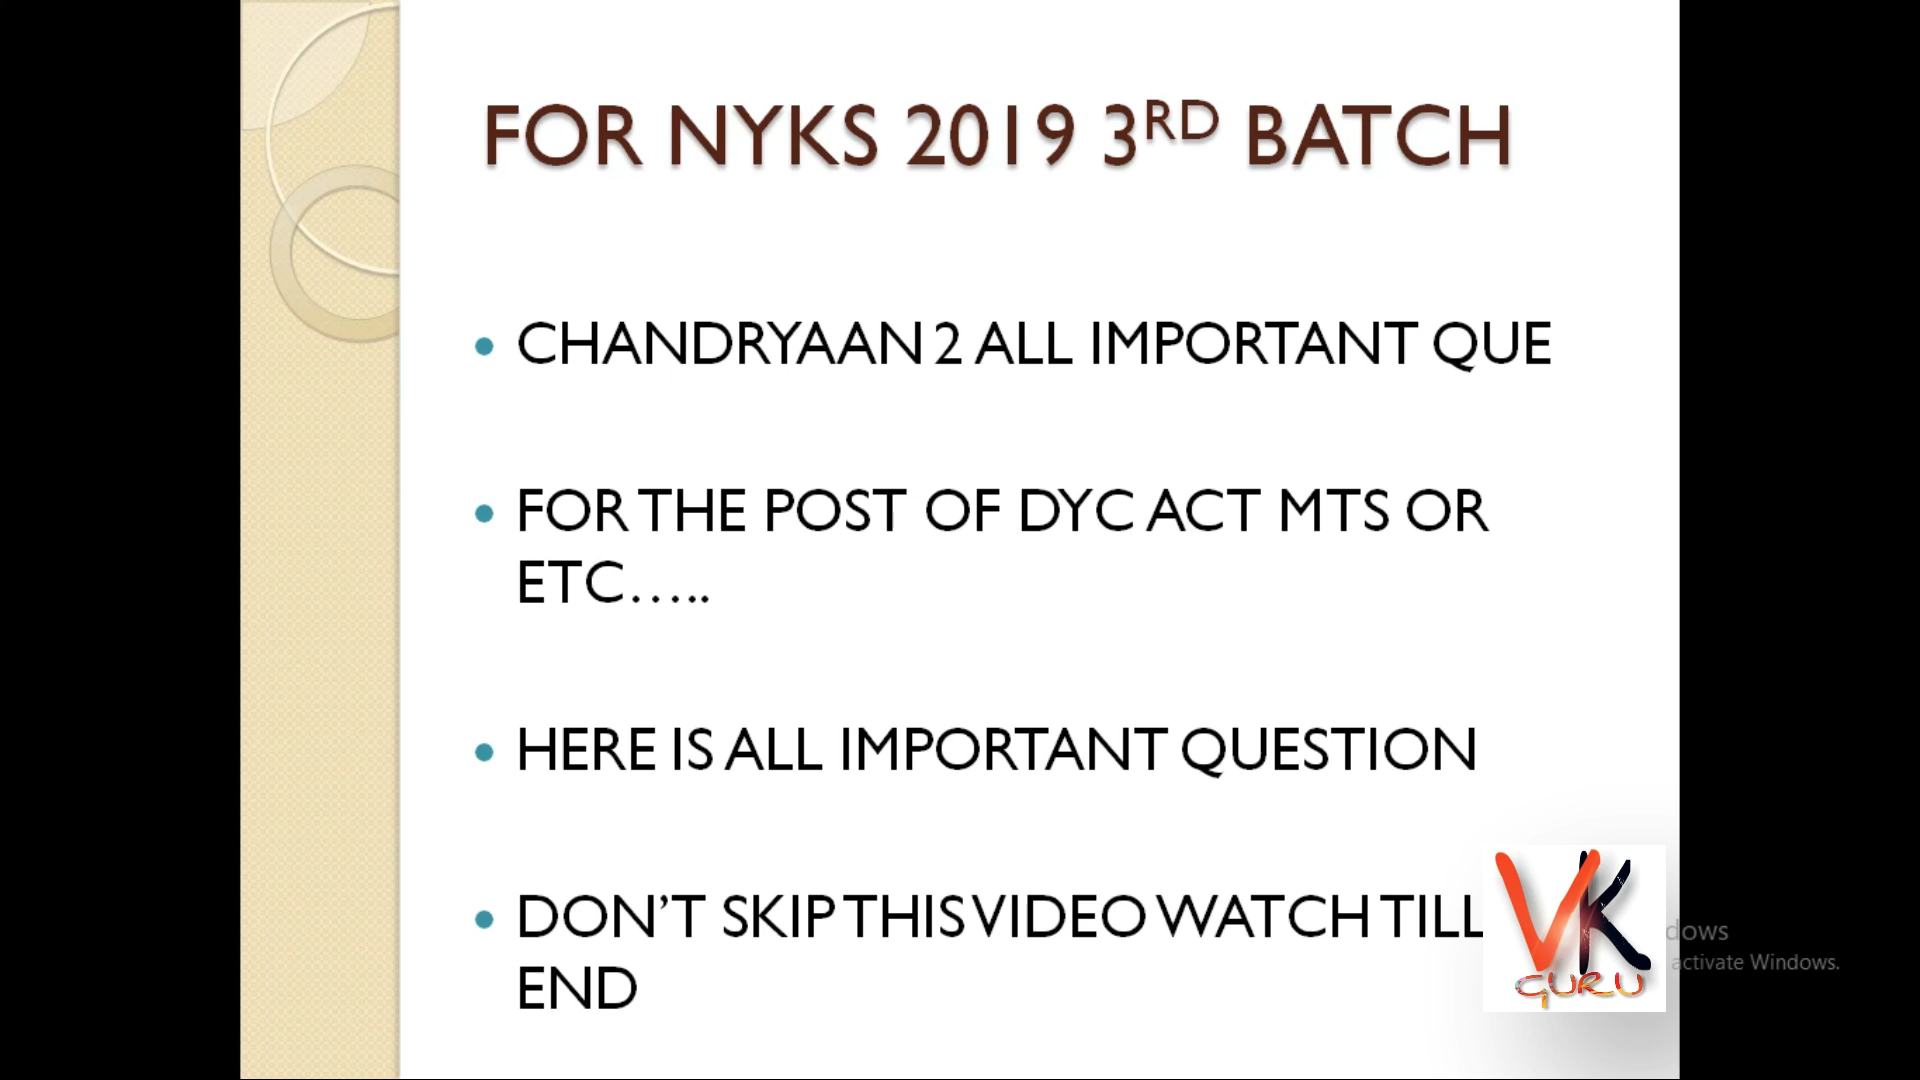 FOR NYKS 2019 3RD BATCH
CHANDRYAAN 2 ALL IMPORTANT QUE
FOR THE POST OF DYC ACT MTS OR
ETC…..
HERE IS ALL IMPORTANT QUESTION
DON’T SKIP THIS VIDEO WATCH TILL
END
VK
GURU
dows
activate Windows.